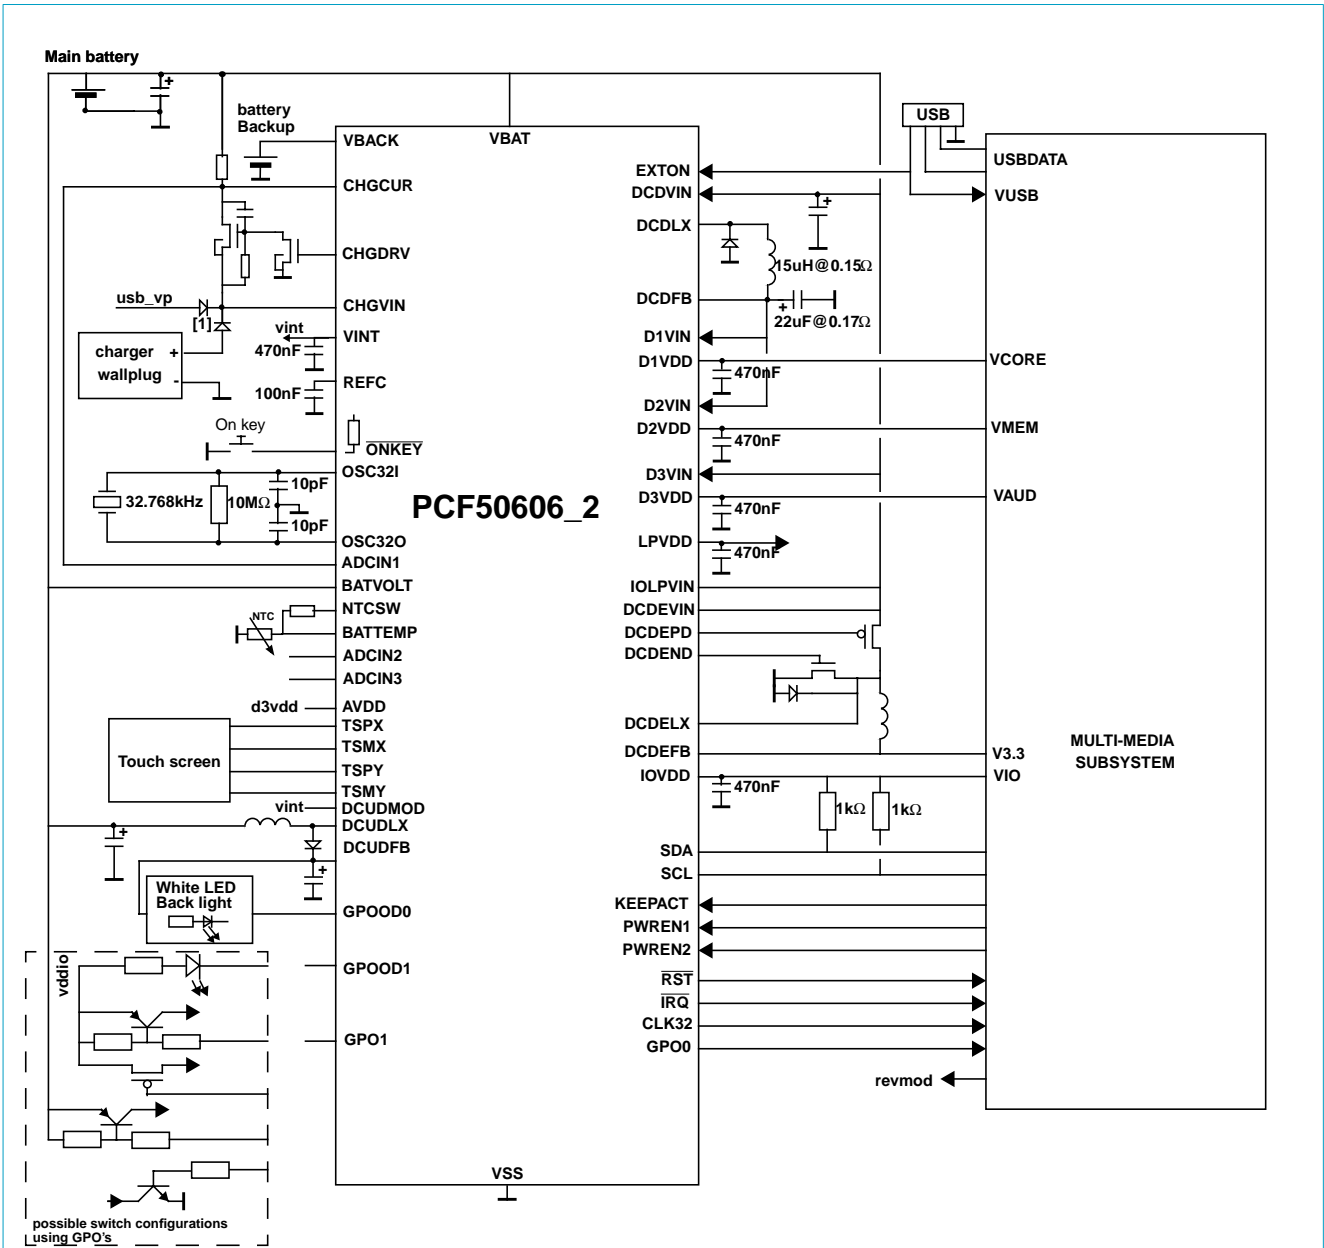 Main battery
battery
Backup
VBACK
VBAT
USB
CHGCUR
EXTON
USBDATA
DCDVIN
VUSB
DCDLX
CHGDRV
15uH@0.15Ω
usb_vp
[1]
CHGVIN
DCDFB
22uF@0.17Ω
vint
VINT
470nF
D1VIN
charger
wallplug
+
-
D1VDD
VCORE
470nF
REFC
100nF
D2VIN
On key
ONKEY
D2VDD
VMEM
470nF
OSC32I
D3VIN
10pF
32.768kHz
10MΩ
PCF50606_2
D3VDD
VAUD
470nF
10pF
OSC32O
LPVDD
470nF
ADCIN1
BATVOLT
IOLPVIN
NTCSW
DCDEVIN
NTC
BATTEMP
DCDEPD
ADCIN2
DCDEND
ADCIN3
d3vdd
AVDD
TSPX
DCDELX
Touch screen
TSMX
DCDEFB
V3.3
MULTI-MEDIA
SUBSYSTEM
TSPY
IOVDD
VIO
470nF
TSMY
vint
DCUDMOD
1kΩ
1kΩ
DCUDLX
DCUDFB
SDA
SCL
White LED
Back light
GPOOD0
KEEPACT
PWREN1
PWREN2
vddio
GPOOD1
RST
IRQ
CLK32
GPO1
GPO0
revmod
VSS
possible switch configurations
using GPO's